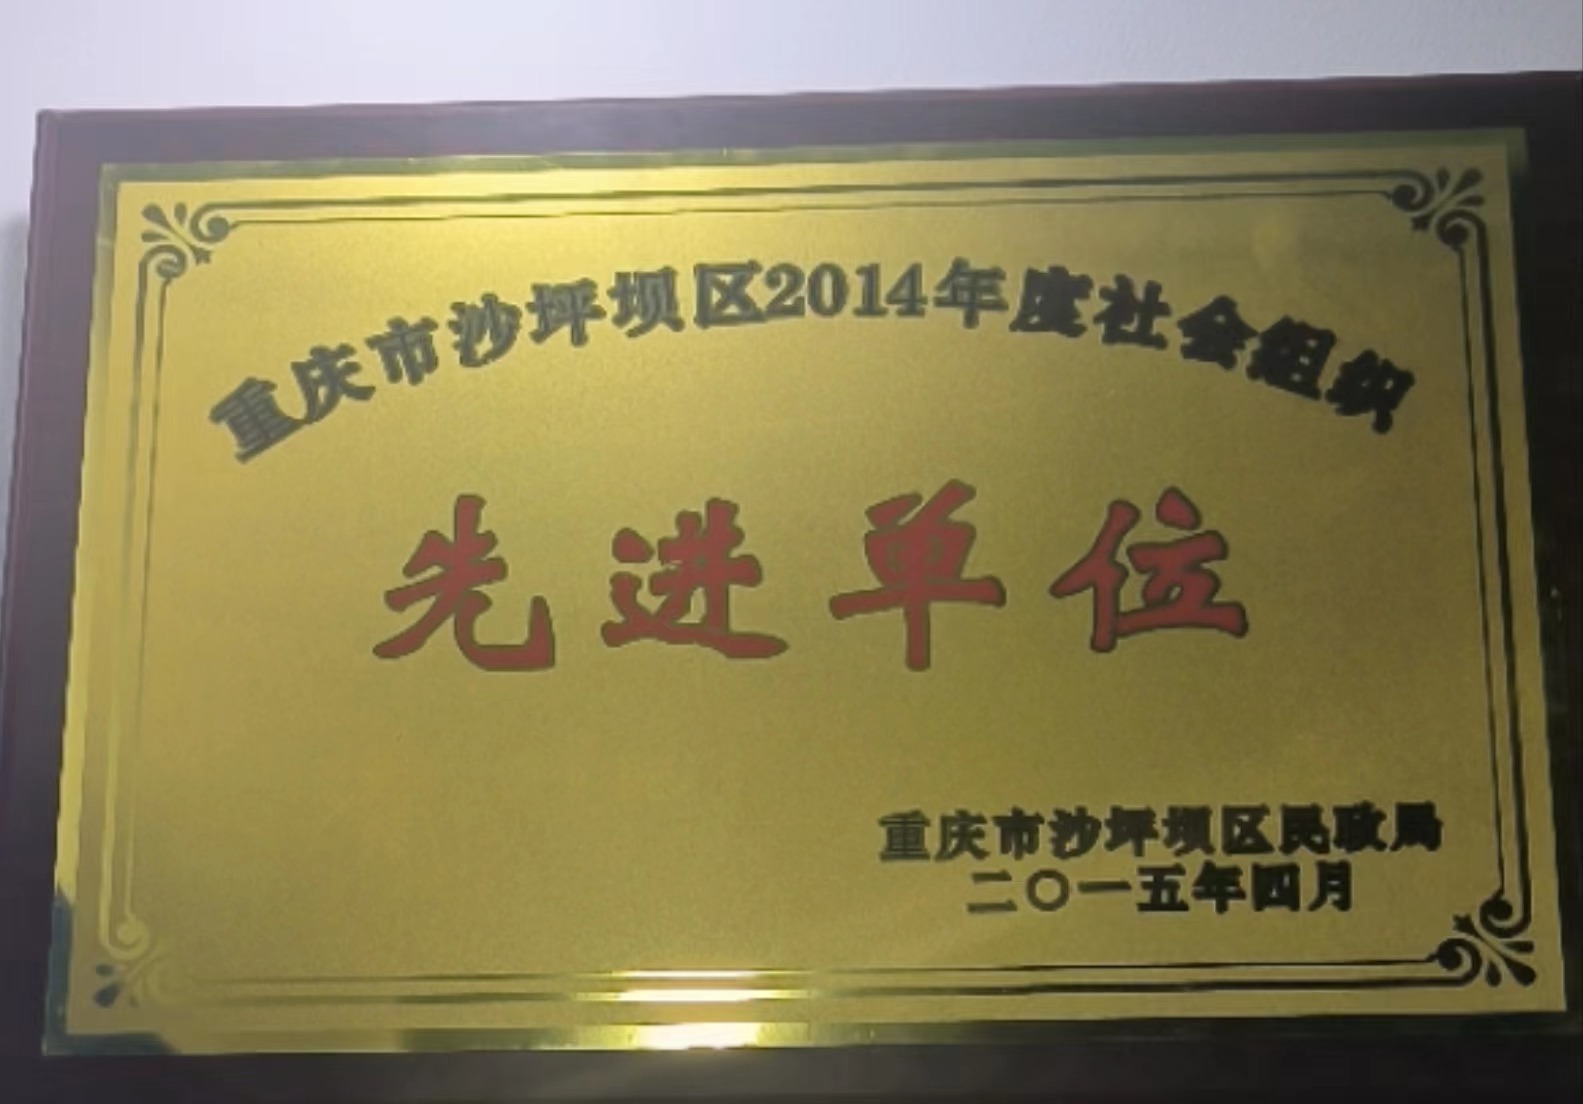 重庆市沙坪坝区2014年度社会组织
先进单位
重庆市沙坪坝区民政局
二〇一五年四月